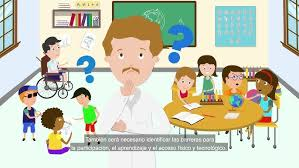 También será necesario identificar las barreras para
la participación, el aprendizaje y el acceso físico y tecnológico.